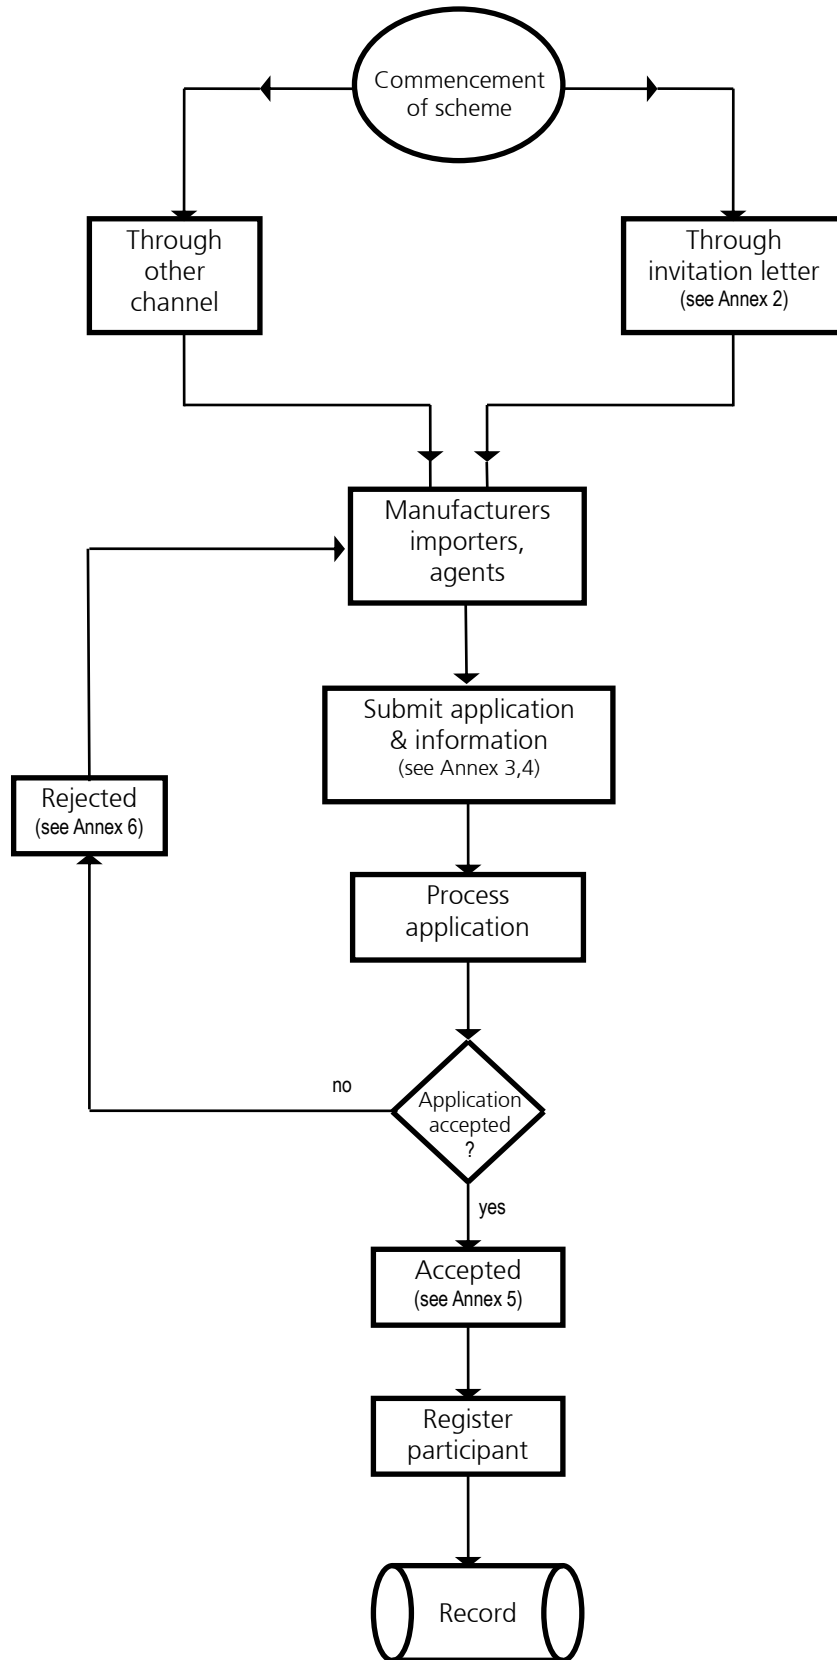 Commencement
of scheme
Through
other
channel
Through
invitation letter
(see Annex 2)
Manufacturers
importers,
agents
Submit application
& information
(see Annex 3,4)
Rejected
(see Annex 6)
Process
application
no
Application
accepted
?
yes
Accepted
(see Annex 5)
Register
participant
Record